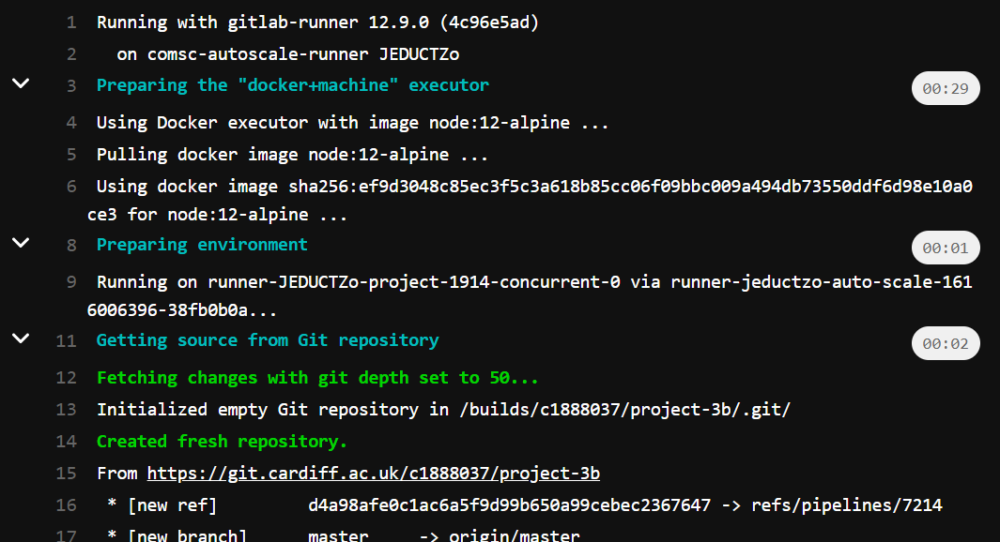 1 Running with gitlab-runner 12.9.0 (4c96e5ad)
2 on comsc-autoscale-runner JEDUCTZo
3 Preparing the "docker+machine" executor 00:29
4 Using Docker executor with image node:12-alpine ...
5 Pulling docker image node:12-alpine ...
6 Using docker image sha256:ef9d3048c85ec3f5c3a618b85cc06f09bbc009a494db73550ddf6d98e10a0
ce3 for node:12-alpine ...
8 Preparing environment 00:01
9 Running on runner-JEDUCTZo-project-1914-concurrent-0 via runner-jeductzo-auto-scale-161
6006396-38fb0b0a...
11 Getting source from Git repository 00:02
12 Fetching changes with git depth set to 50...
13 Initialized empty Git repository in /builds/c1888037/project-3b/.git/
14 Created fresh repository.
15 From https://git.cardiff.ac.uk/c1888037/project-3b
16 * [new ref] d4a98afe0c1ac6a5f9d99b650a99cebec2367647 -> refs/pipelines/7214
17 * [new branch] master -> origin/master